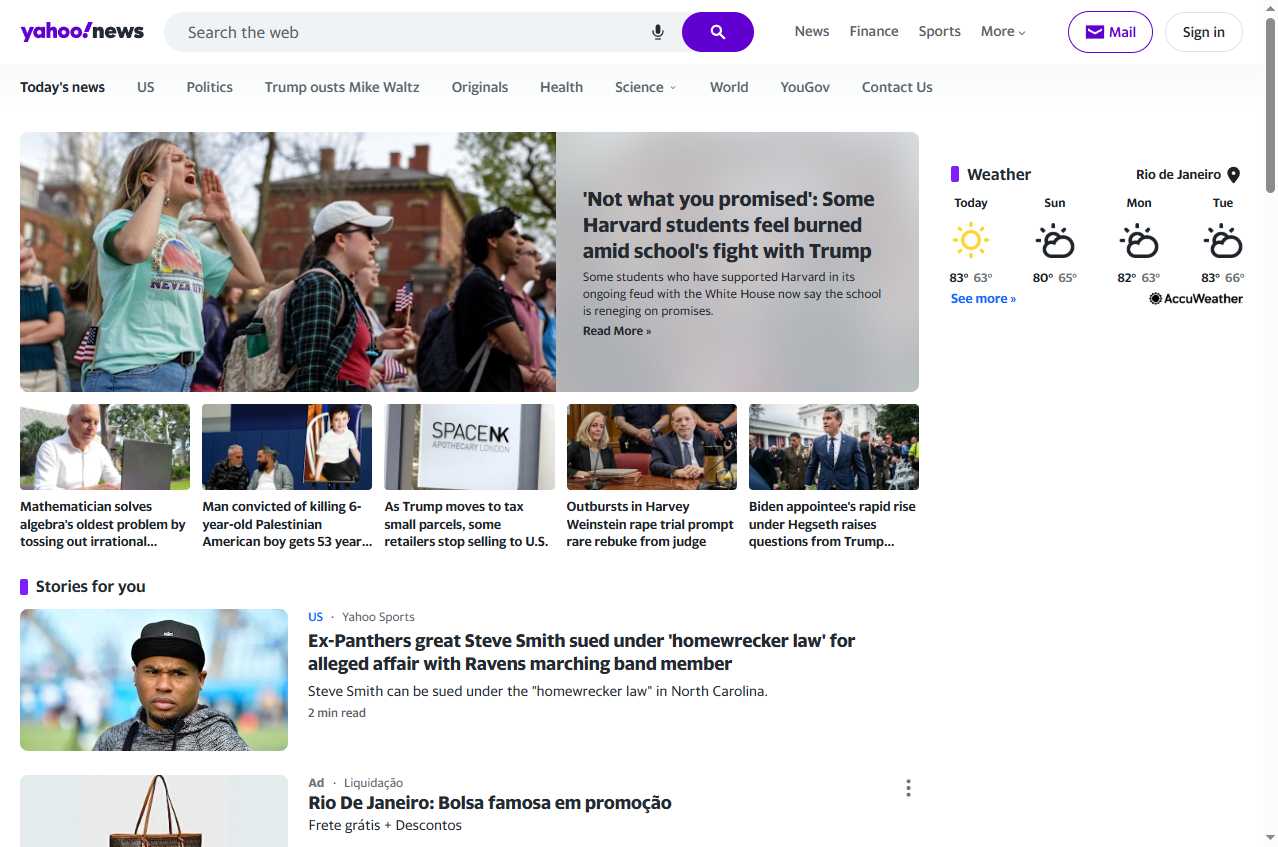 yahoo!news
Search the web
News Finance Sports More
Mail
Sign in
Today's news US Politics Trump ousts Mike Waltz Originals Health Science World YouGov Contact Us
NEVER
'Not what you promised': Some
Harvard students feel burned
amid school's fight with Trump
Some students who have supported Harvard in its
ongoing feud with the White House now say the school
is reneging on promises.
Read More »
Weather
Rio de Janeiro
Today Sun Mon Tue
83° 63° 80° 65° 82° 63° 83° 66°
See more »
AccuWeather
SPACENK
APOTHECARY LONDON
Mathematician solves
algebra's oldest problem by
tossing out irrational...
Man convicted of killing 6-
year-old Palestinian
American boy gets 53 year...
As Trump moves to tax
small parcels, some
retailers stop selling to U.S.
Outbursts in Harvey
Weinstein rape trial prompt
rare rebuke from judge
Biden appointee's rapid rise
under Hegseth raises
questions from Trump...
Stories for you
US · Yahoo Sports
Ex-Panthers great Steve Smith sued under 'homewrecker law' for
alleged affair with Ravens marching band member
Steve Smith can be sued under the "homewrecker law" in North Carolina.
2 min read
Ad · Liquidação
Rio De Janeiro: Bolsa famosa em promoção
Frete grátis + Descontos